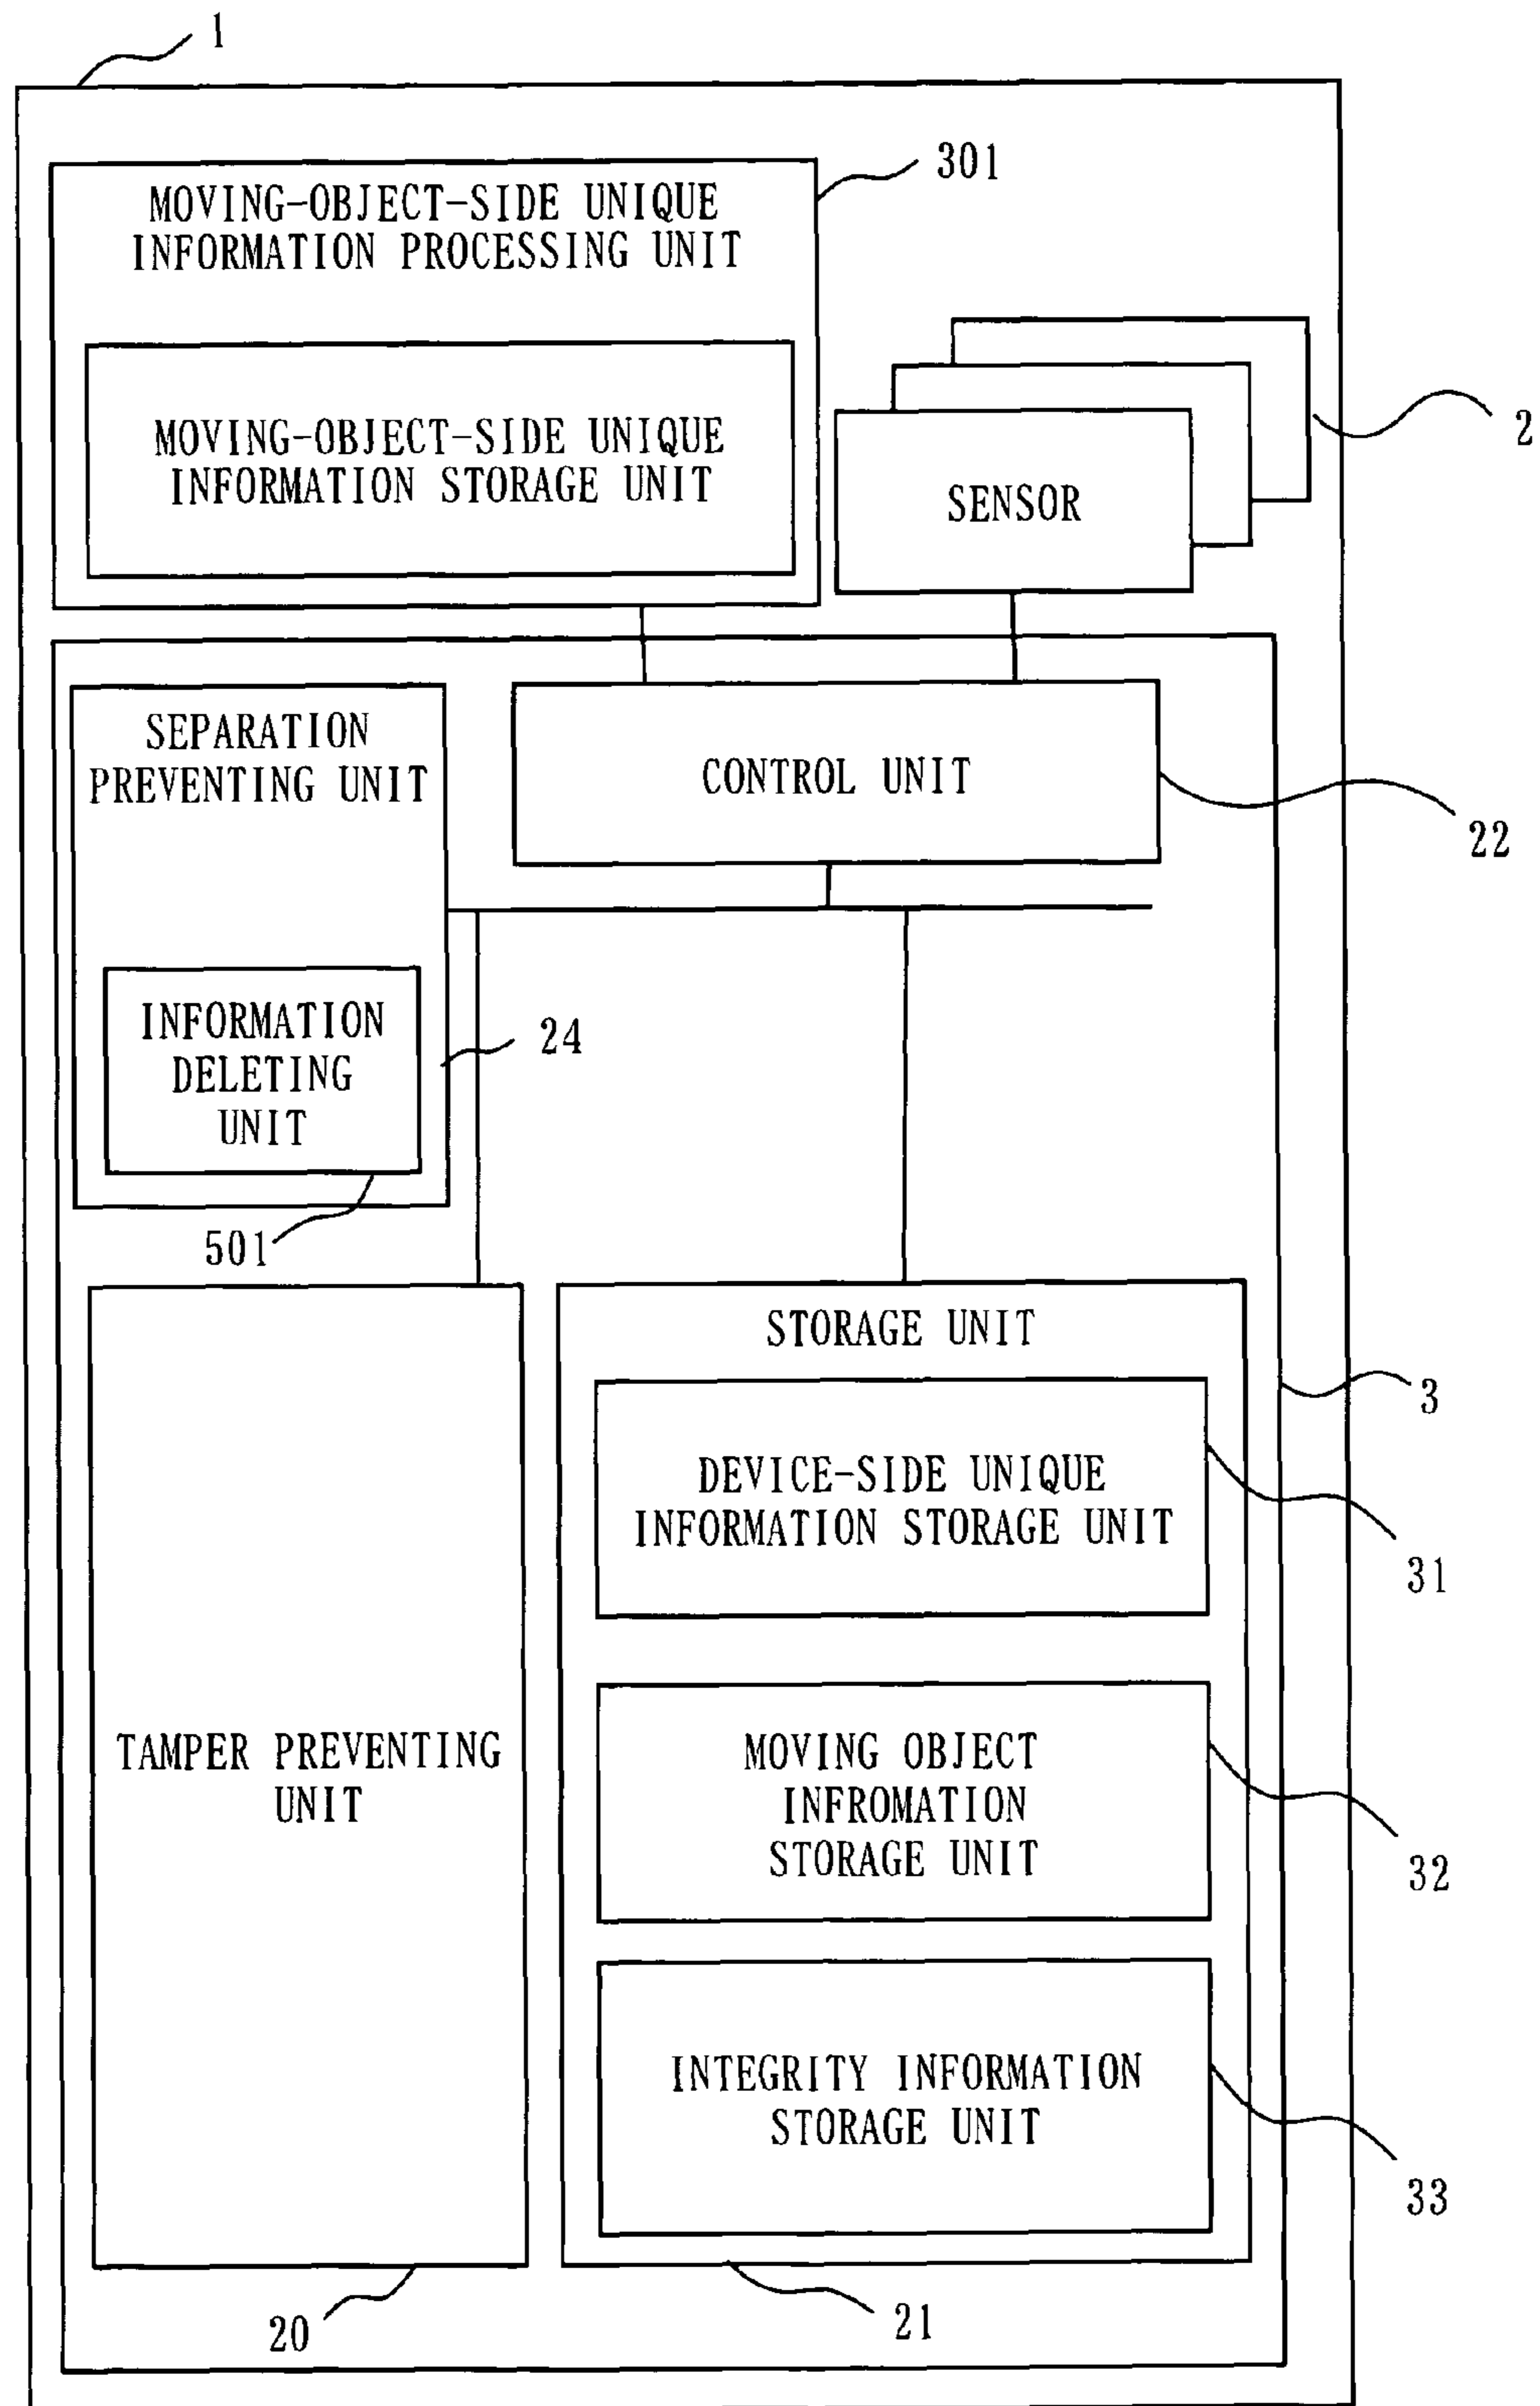 1
301
MOVING-OBJECT-SIDE UNIQUE
INFORMATION PROCESSING UNIT
MOVING-OBJECT-SIDE UNIQUE
INFORMATION STORAGE UNIT
2
SENSOR
SEPARATION
PREVENTING UNIT
CONTROL UNIT
22
INFORMATION
DELETING
UNIT
24
501
STORAGE UNIT
3
DEVICE-SIDE UNIQUE
INFORMATION STORAGE UNIT
31
TAMPER PREVENTING
UNIT
MOVING OBJECT
INFROMATION
STORAGE UNIT
32
INTEGRITY INFORMATION
STORAGE UNIT
33
20
21